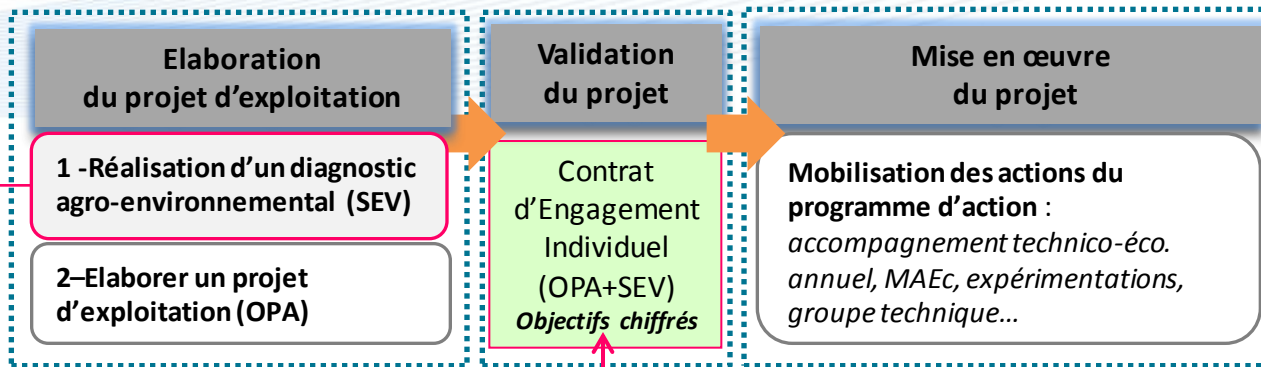 Elaboration
du projet d'exploitation
1 -Réalisation d'un diagnostic
agro-environnemental (SEV)
2–Elaborer un projet
d'exploitation (OPA)
Validation
du projet
Contrat
d'Engagement
Individuel
(OPA+SEV)
Objectifs chiffrés
Mise en œuvre
du projet
Mobilisation des actions du
programme d'action :
accompagnement technico-éco.
annuel, MAEc, expérimentations,
groupe technique...